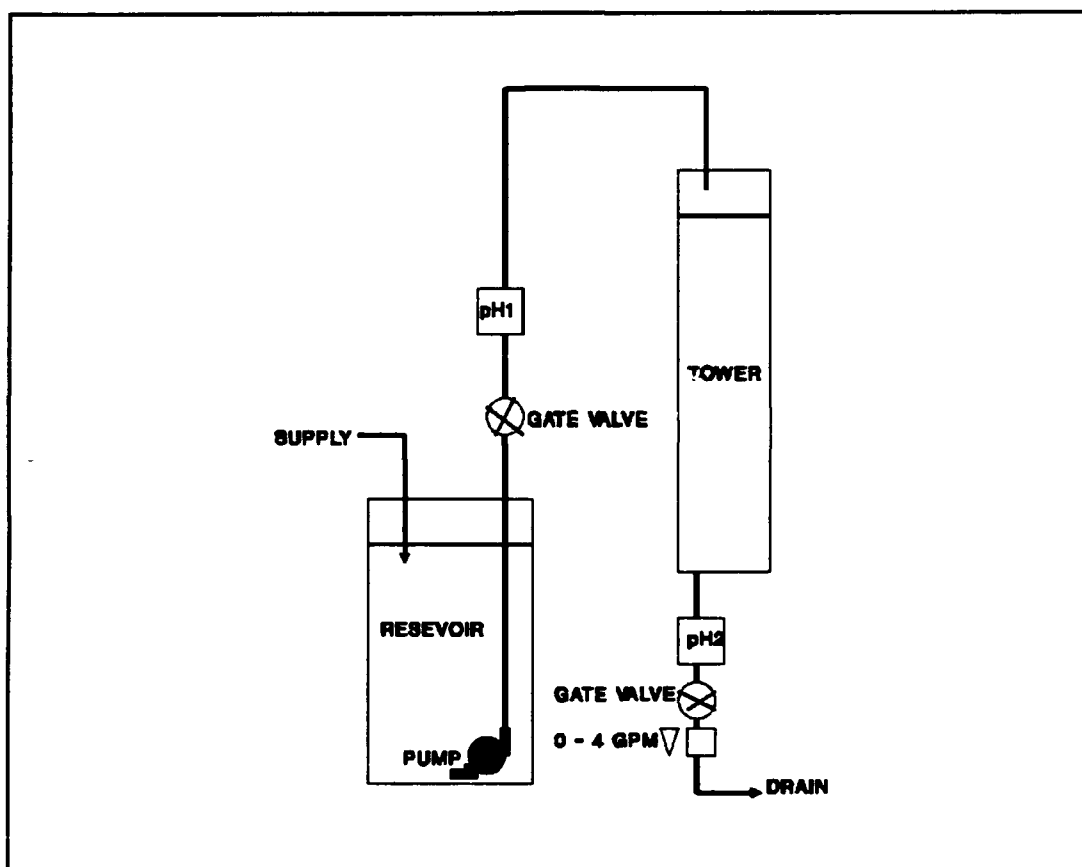 pH1
TOWER
GATE VALVE
SUPPLY
RESEVOIR
pH2
GATE VALVE
0 - 4 GPM
PUMP
DRAIN